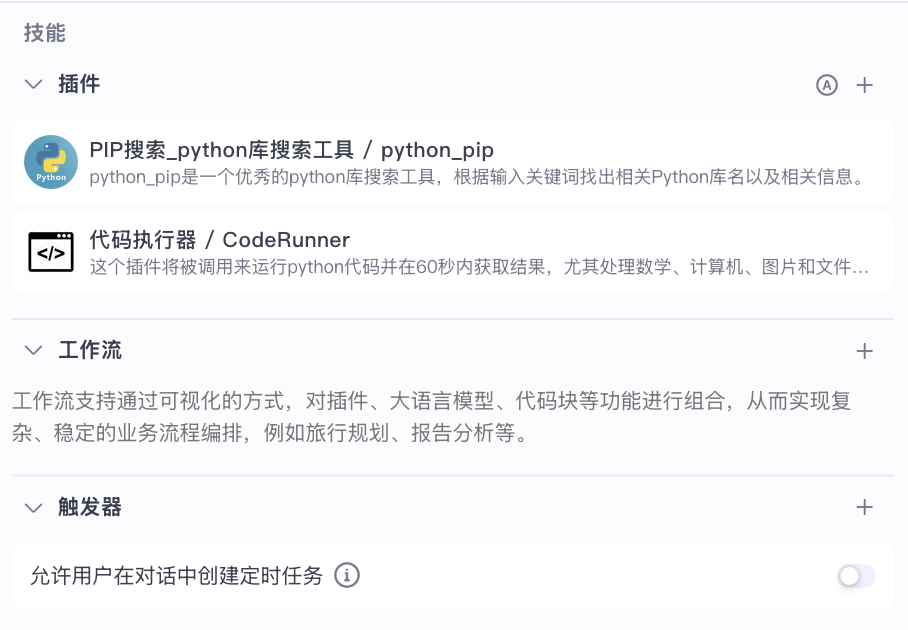 技能
插件
A
PIP搜索_python库搜索工具 / python_pip
Python
python_pip是一个优秀的python库搜索工具，根据输入关键词找出相关Python库名以及相关信息。
代码执行器 / CodeRunner
</>
这个插件将被调用来运行python代码并在60秒内获取结果，尤其处理数学、计算机、图片和文件...
工作流
工作流支持通过可视化的方式，对插件、大语言模型、代码块等功能进行组合，从而实现复
杂、稳定的业务流程编排，例如旅行规划、报告分析等。
触发器
允许用户在对话中创建定时任务